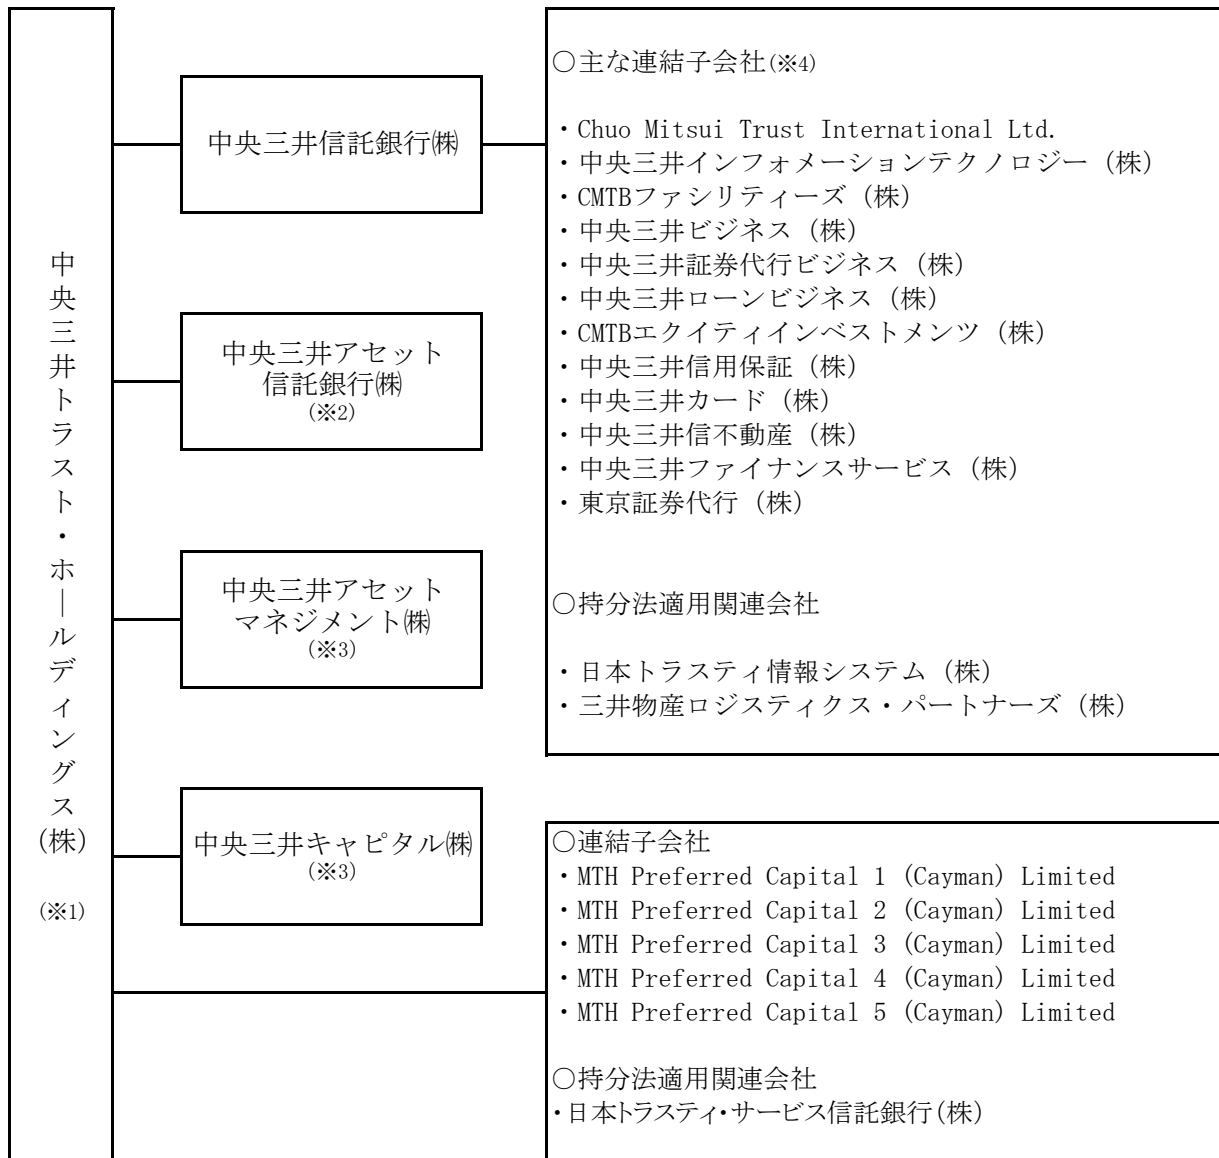 中央三井トラスト・ホールディングス(株)
(※1)
中央三井信託銀行㈱
中央三井アセット
信託銀行㈱
(※2)
中央三井アセット
マネジメント㈱
(※3)
中央三井キャピタル㈱
(※3)
○主な連結子会社(※4)
・Chuo Mitsui Trust International Ltd.
・中央三井インフォメーションテクノロジー(株)
・CMTBファシリティーズ(株)
・中央三井ビジネス(株)
・中央三井証券代行ビジネス(株)
・中央三井ローンビジネス(株)
・CMTBエクイティインベストメンツ(株)
・中央三井信用保証(株)
・中央三井カード(株)
・中央三井信不動産(株)
・中央三井ファイナンスサービス(株)
・東京証券代行(株)
○持分法適用関連会社
・日本トラスティ情報システム(株)
・三井物産ロジスティクス・パートナーズ(株)
○連結子会社
・MTH Preferred Capital 1 (Cayman) Limited
・MTH Preferred Capital 2 (Cayman) Limited
・MTH Preferred Capital 3 (Cayman) Limited
・MTH Preferred Capital 4 (Cayman) Limited
・MTH Preferred Capital 5 (Cayman) Limited
○持分法適用関連会社
・日本トラスティ・サービス信託銀行(株)